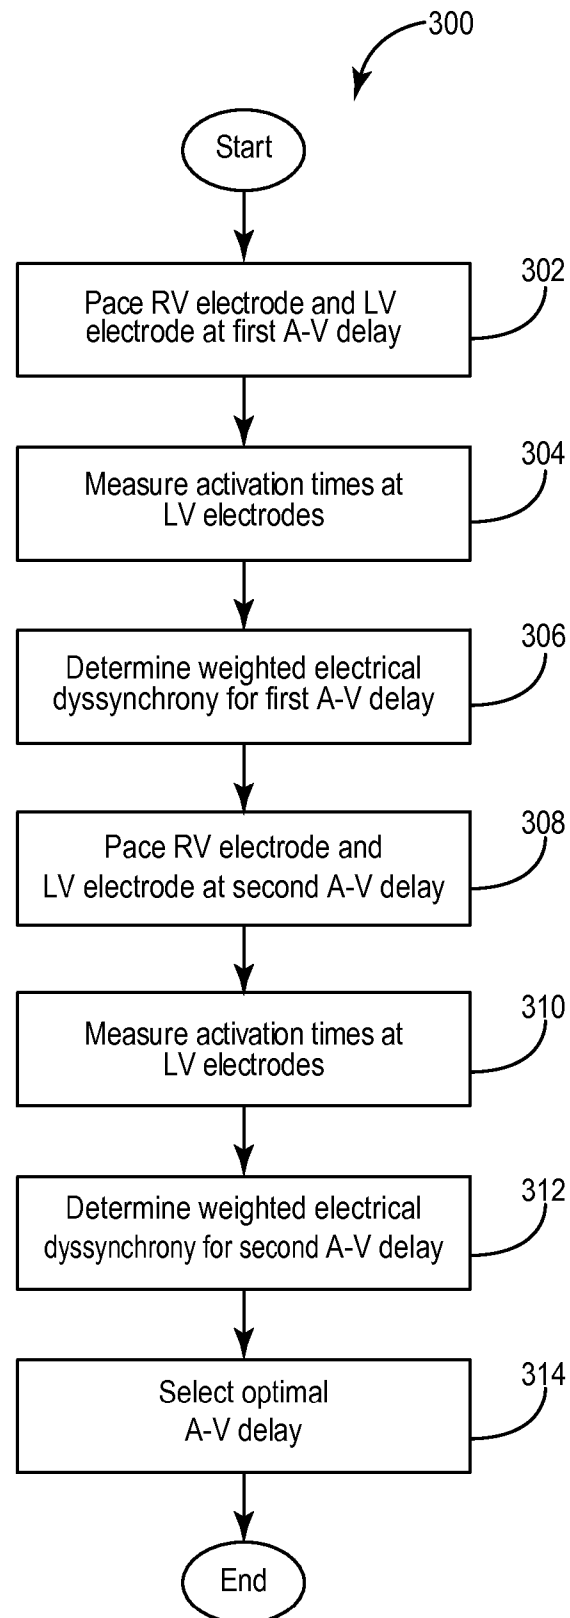 300
Start
302
Pace RV electrode and LV
electrode at first A-V delay
304
Measure activation times at
LV electrodes
306
Determine weighted electrical
dyssynchrony for first A-V delay
308
Pace RV electrode and
LV electrode at second A-V delay
310
Measure activation times at
LV electrodes
312
Determine weighted electrical
dyssynchrony for second A-V delay
314
Select optimal
A-V delay
End